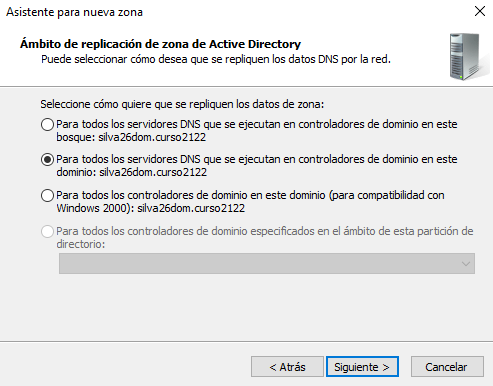 Asistente para nueva zona
Ámbito de replicación de zona de Active Directory
Puede seleccionar cómo desea que se repliquen los datos DNS por la red.
Seleccione cómo quiere que se repliquen los datos de zona:
Para todos los servidores DNS que se ejecutan en controladores de dominio en este
bosque: silva26dom.curso2122
Para todos los servidores DNS que se ejecutan en controladores de dominio en este
dominio: silva26dom.curso2122
Para todos los controladores de dominio en este dominio (para compatibilidad con
Windows 2000): silva26dom.curso2122
Para todos los controladores de dominio especificados en el ámbito de esta partición de
directorio:
< Atrás
Siguiente >
Cancelar